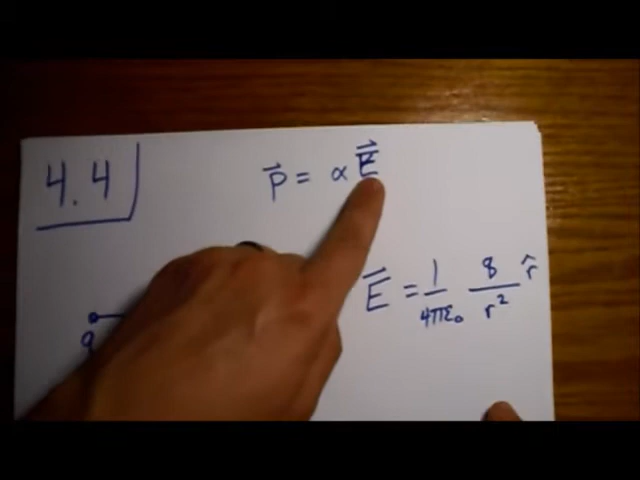 4.4
p⃗ = α E⃗
E⃗ = 1/4πε₀ q/r² r̂
q